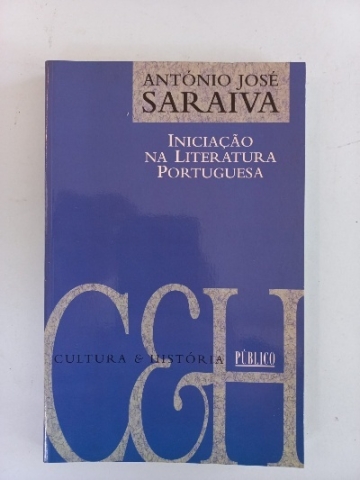 ANTÓNIO JOSÉ
SARAIVA
INICIAÇÃO
NA LITERATURA
PORTUGUESA
C&H
CULTURA & HISTÓRIA
PÚBLICO